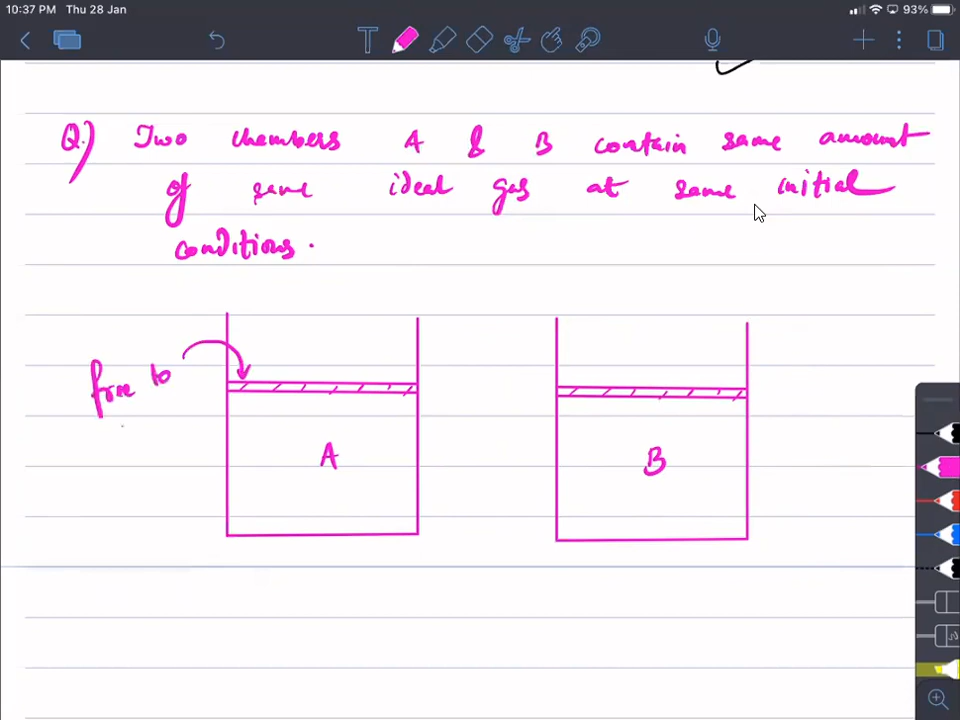 10:37 PM Thu 28 Jan
93%
T
Q.) Two chambers A & B contain same amount
of same ideal gas at same initial
conditions.
free to
A
B